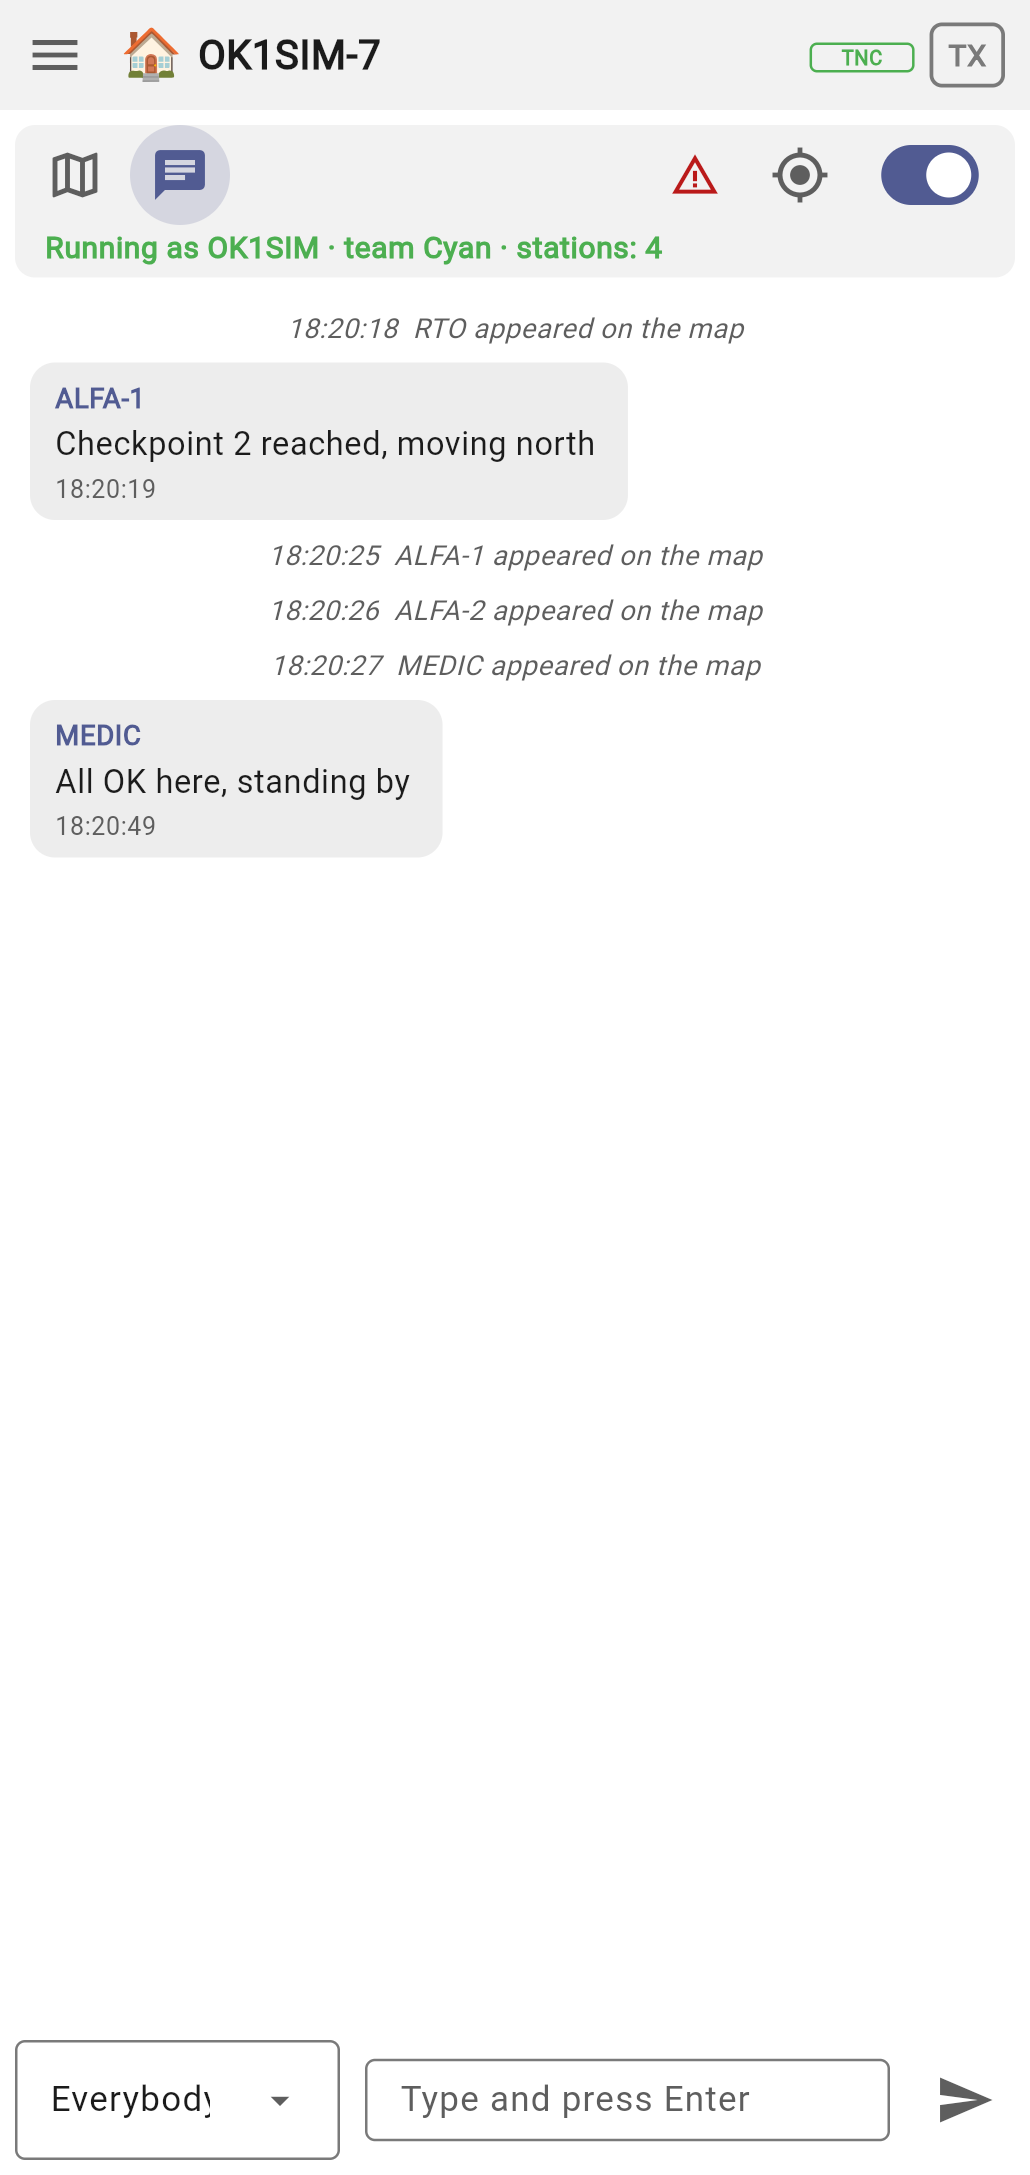 OK1SIM-7
TNC
TX
Running as OK1SIM · team Cyan · stations: 4
18:20:18 RTO appeared on the map
ALFA-1
Checkpoint 2 reached, moving north
18:20:19
18:20:25 ALFA-1 appeared on the map
18:20:26 ALFA-2 appeared on the map
18:20:27 MEDIC appeared on the map
MEDIC
All OK here, standing by
18:20:49
Everybody
Type and press Enter